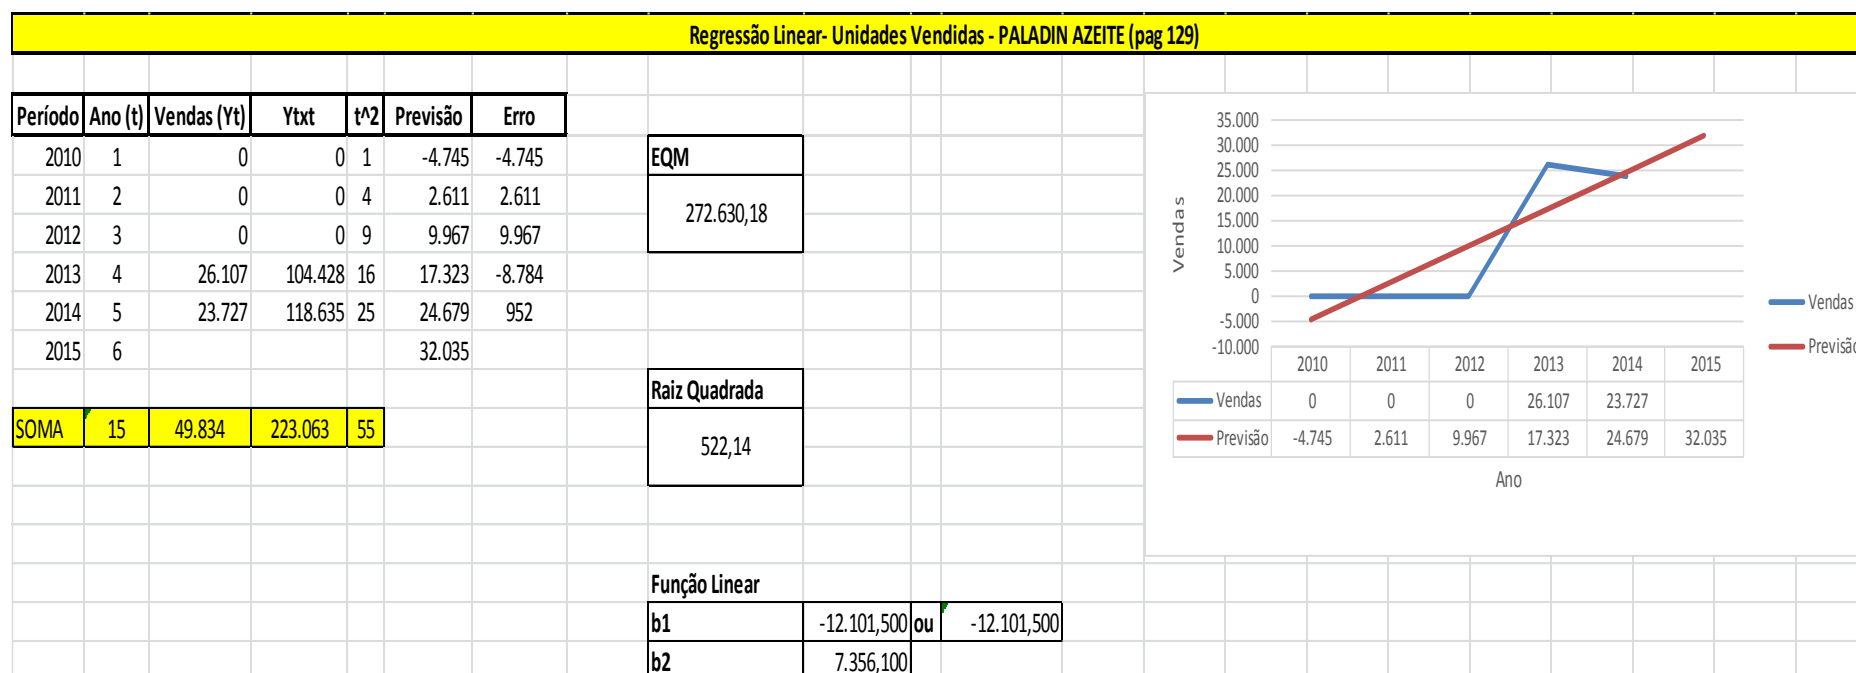 Regressão Linear- Unidades Vendidas - PALADIN AZEITE (pag 129)
Período Ano (t) Vendas (Yt) Ytxt t^2 Previsão Erro
2010 1 0 0 1 -4.745 -4.745
2011 2 0 0 4 2.611 2.611
2012 3 0 0 9 9.967 9.967
2013 4 26.107 104.428 16 17.323 -8.784
2014 5 23.727 118.635 25 24.679 952
2015 6 32.035
SOMA 15 49.834 223.063 55
EQM
272.630,18
Raiz Quadrada
522,14
Função Linear
b1 -12.101,500 ou -12.101,500
b2 7.356,100
35.000
30.000
25.000
20.000
15.000
10.000
5.000
0
-5.000
-10.000
Vendas
2010 2011 2012 2013 2014 2015
Vendas 0 0 0 26.107 23.727
Previsão -4.745 2.611 9.967 17.323 24.679 32.035
Ano
Vendas
Previsão